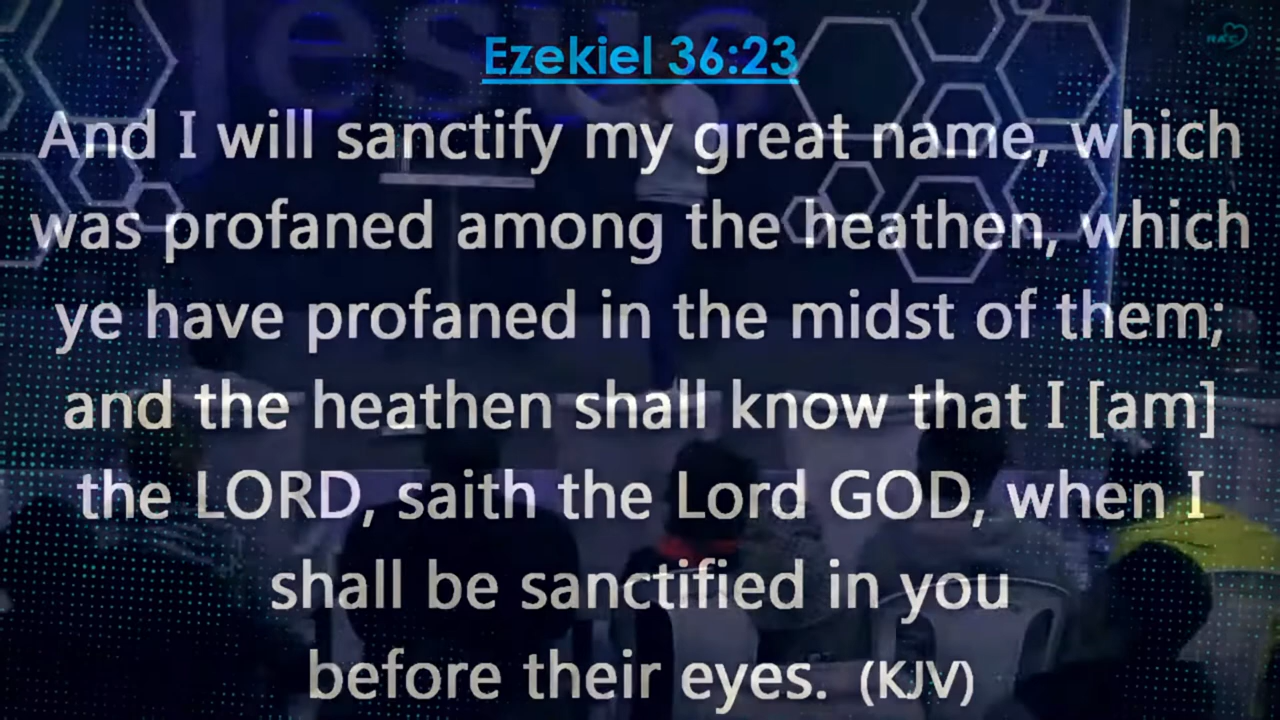 Jesus
Ezekiel 36:23
And I will sanctify my great name, which
was profaned among the heathen, which
ye have profaned in the midst of them;
and the heathen shall know that I [am]
the LORD, saith the Lord GOD, when I
shall be sanctified in you
before their eyes. (KJV)